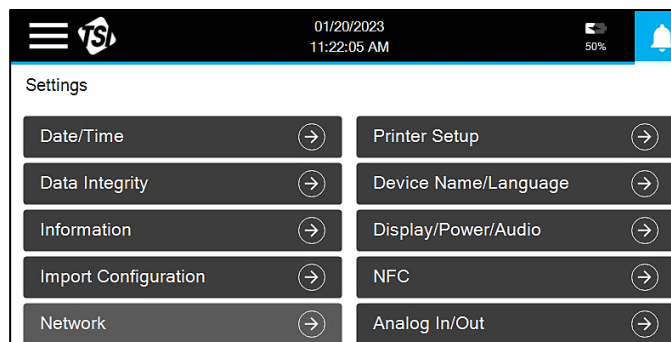 TSI
01/20/2023
11:22:05 AM
50%
Settings
Date/Time
Printer Setup
Data Integrity
Device Name/Language
Information
Display/Power/Audio
Import Configuration
NFC
Network
Analog In/Out